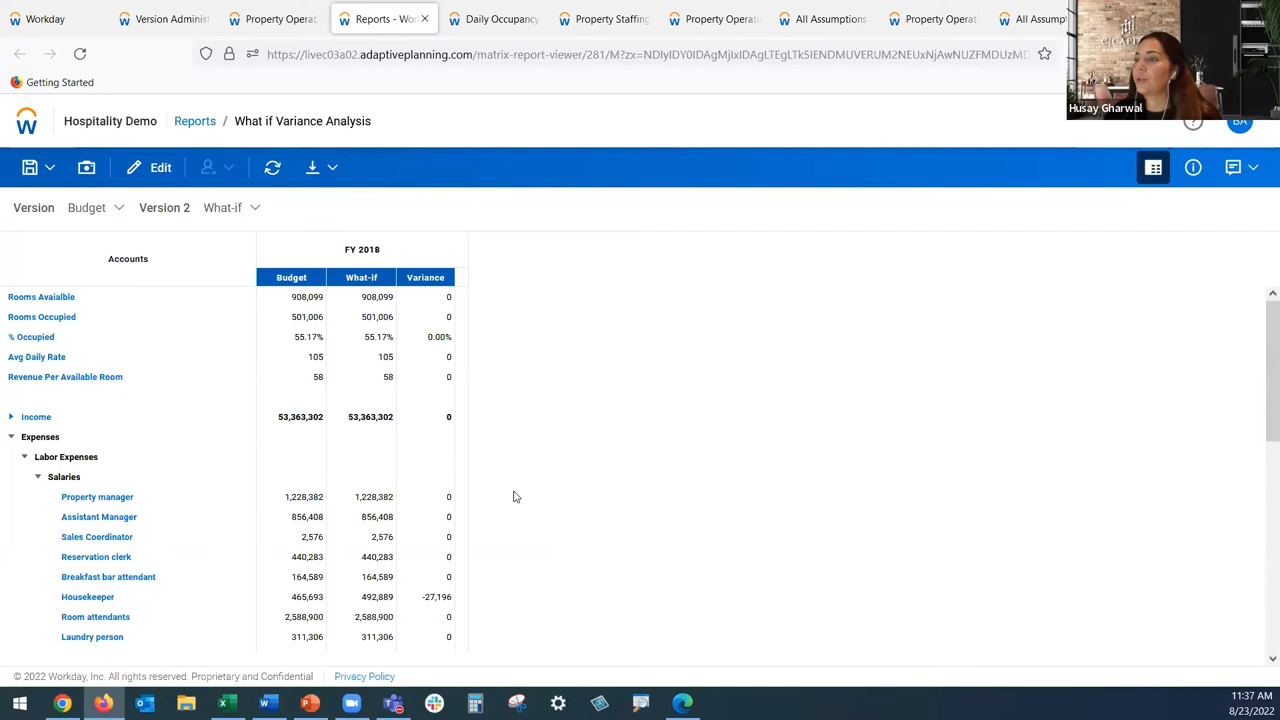 Workday
Version Administ
Property Operat
Reports - Wor
Daily Occupanc
Property Staffing
Property Operati
All Assumptions
Property Operat
All Assumpt
https://livec03a02.adaptiveplanning.com/matrix-report-viewer/281/M?zx=
Getting Started
CAPIT
Husay Gharwal
Hospitality Demo Reports / What if Variance Analysis
BA
Edit
Version Budget Version 2 What-if
Accounts FY 2018
Budget What-if Variance
Rooms Avaialble 908,099 908,099 0
Rooms Occupied 501,006 501,006 0
% Occupied 55.17% 55.17% 0.00%
Avg Daily Rate 105 105 0
Revenue Per Available Room 58 58 0
Income 53,363,302 53,363,302 0
Expenses
Labor Expenses
Salaries
Property manager 1,228,382 1,228,382 0
Assistant Manager 856,408 856,408 0
Sales Coordinator 2,576 2,576 0
Reservation clerk 440,283 440,283 0
Breakfast bar attendant 164,589 164,589 0
Housekeeper 465,693 492,889 -27,196
Room attendants 2,588,900 2,588,900 0
Laundry person 311,306 311,306 0
© 2022 Workday, Inc. All rights reserved. Proprietary and Confidential Privacy Policy
11:37 AM
8/23/2022